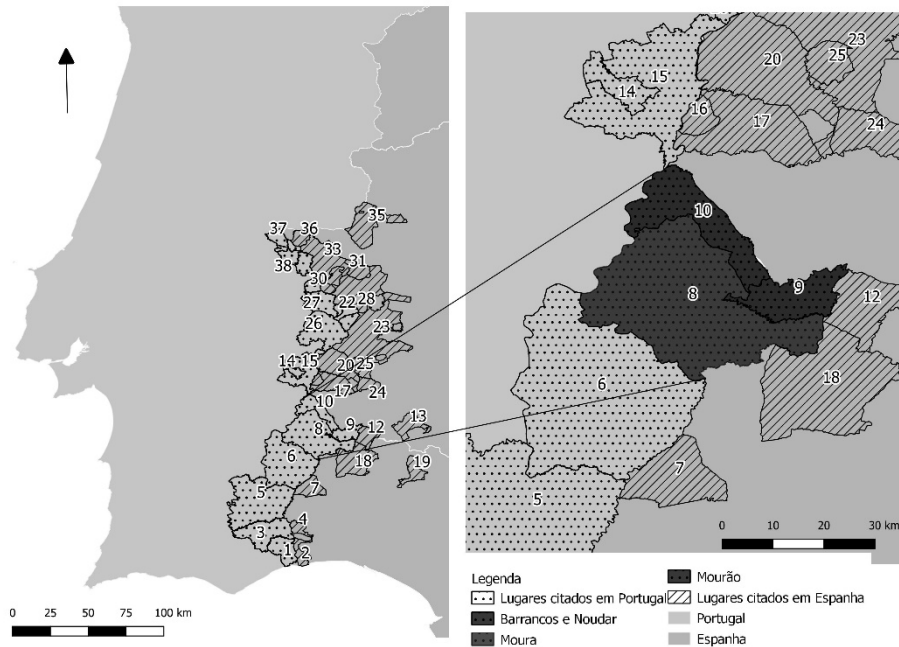 37 36 35
33
38 31
30
27 22 28
26 23
14 15 20 25
17 24
10
8 9 12 13
6 18 19
5 7
4
3
1 2
0 25 50 75 100 km
23
25
20
15
14
16
17 24
10
9
8 12
18
6
7
5
0 10 20 30 km
Legenda
Lugares citados em Portugal
Barrancos e Noudar
Moura
Mourão
Lugares citados em Espanha
Portugal
Espanha